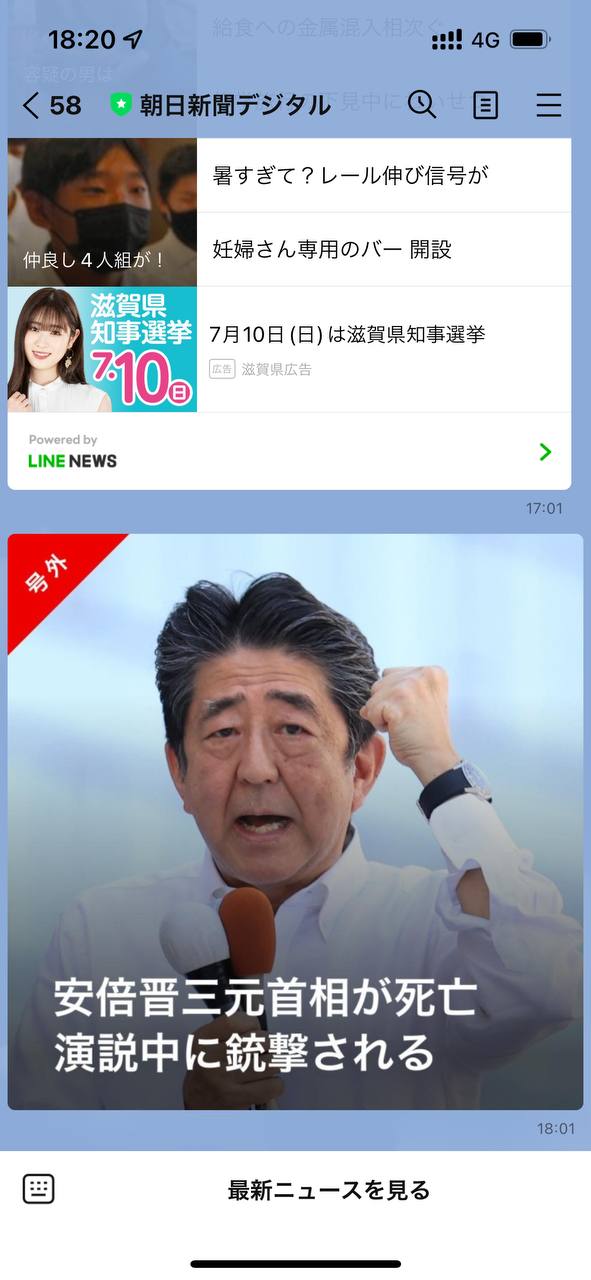 18:20
4G
給食への金属混入相次ぐ
容疑の男は
58
朝日新聞デジタル
暑すぎて？レール伸び信号が
仲良し４人組が！
妊婦さん専用のバー 開設
滋賀県
知事選挙
7.10日
7月10日(日)は滋賀県知事選挙
広告 滋賀県広告
Powered by
LINE NEWS
17:01
号外
安倍晋三元首相が死亡
演説中に銃撃される
18:01
最新ニュースを見る